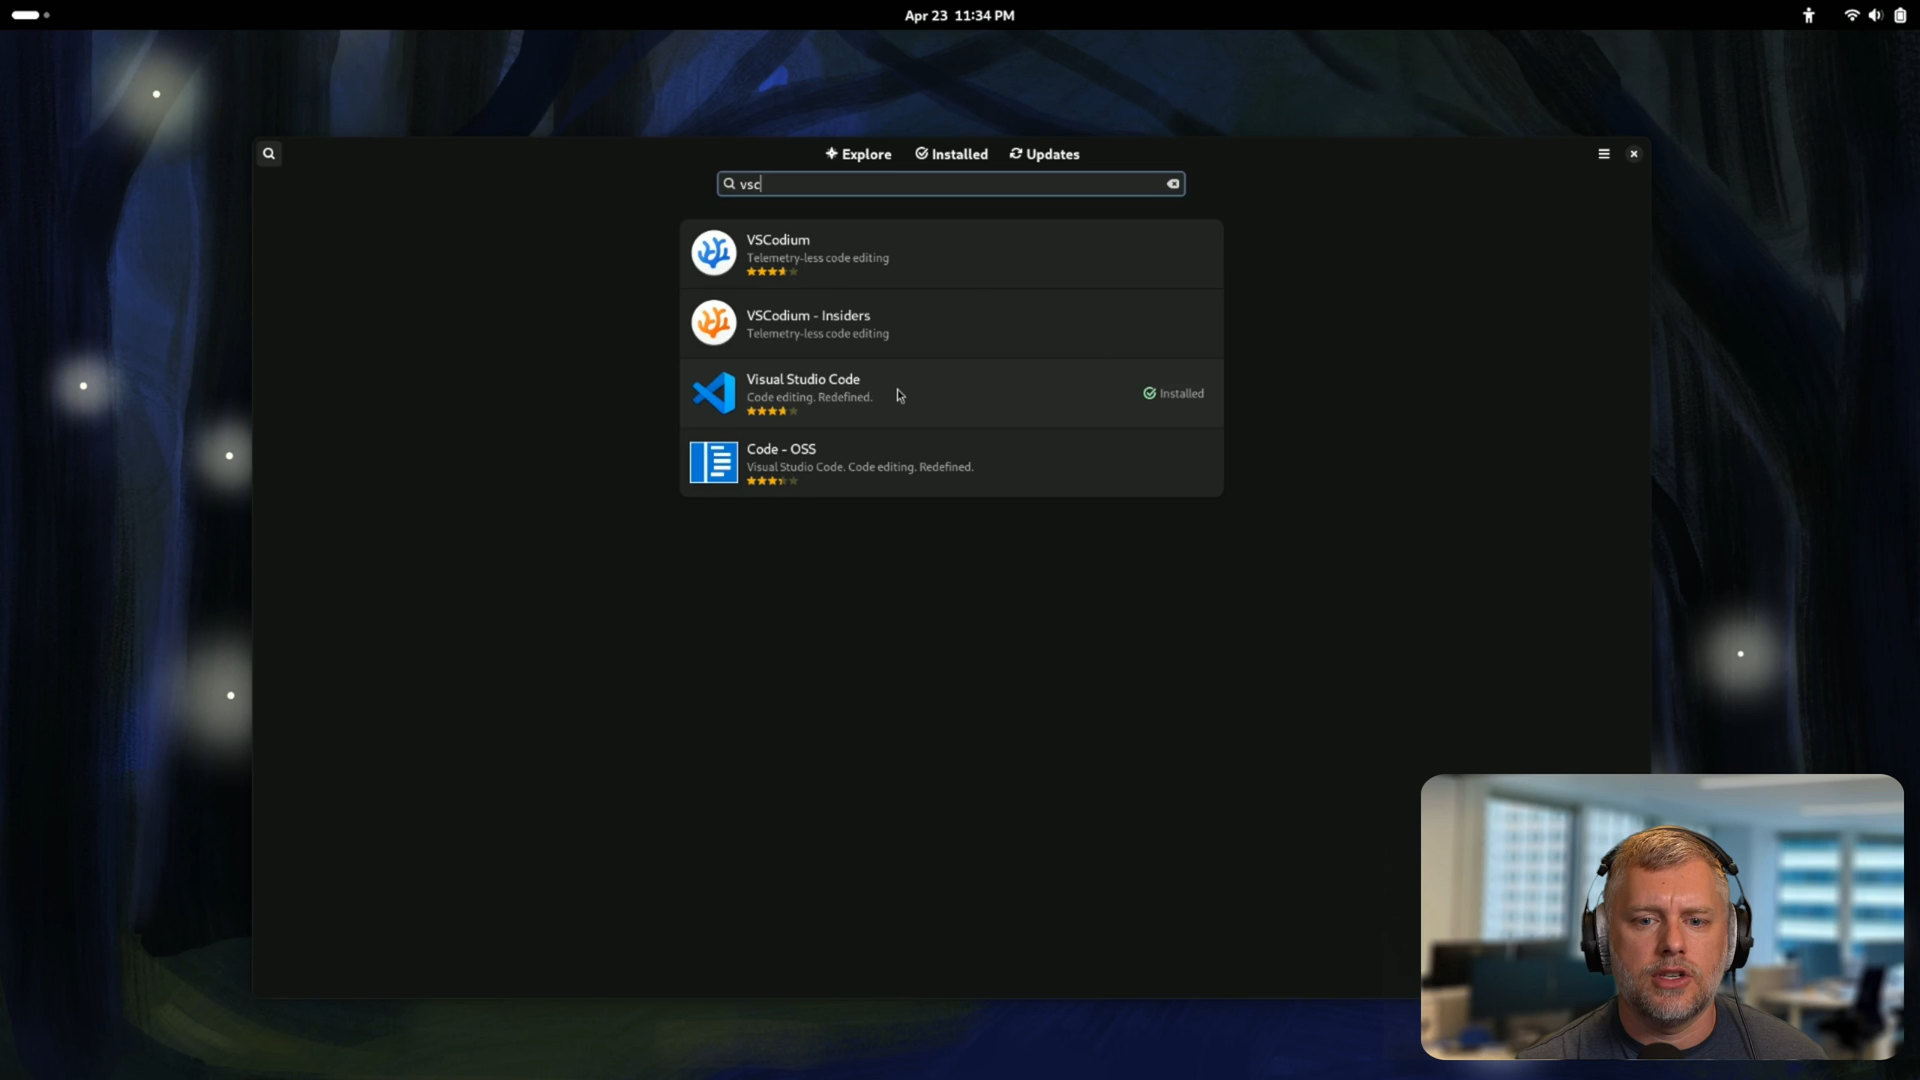 Apr 23 11:34 PM
Explore
Installed
Updates
vsc
VSCodium
Telemetry-less code editing
VSCodium - Insiders
Telemetry-less code editing
Visual Studio Code
Code editing. Redefined.
Installed
Code - OSS
Visual Studio Code. Code editing. Redefined.